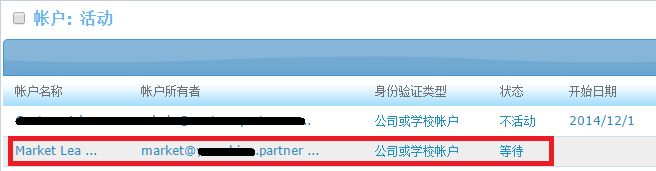 帐户: 活动
帐户名称 帐户所有者 身份验证类型 状态 开始日期
公司或学校帐户 不活动 2014/12/1
Market Lea ... market@ .partner ... 公司或学校帐户 等待